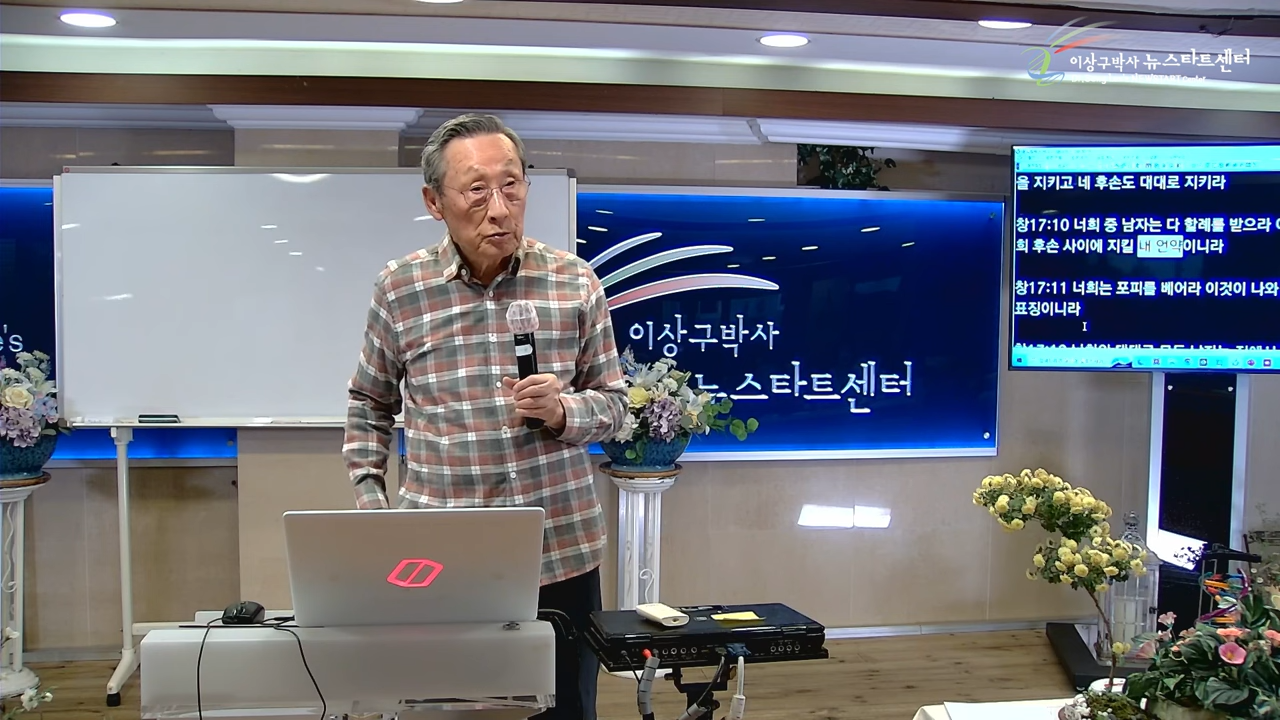 이상구박사 뉴스타트센터
을 지키고 네 후손도 대대로 지키라
창17:10 너희 중 남자는 다 할례를 받으라
희 후손 사이에 지킬 내 언약이니라
창17:11 너희는 포피를 베어라 이것이 나와
표징이니라
이상구박사
뉴스타트센터
e's